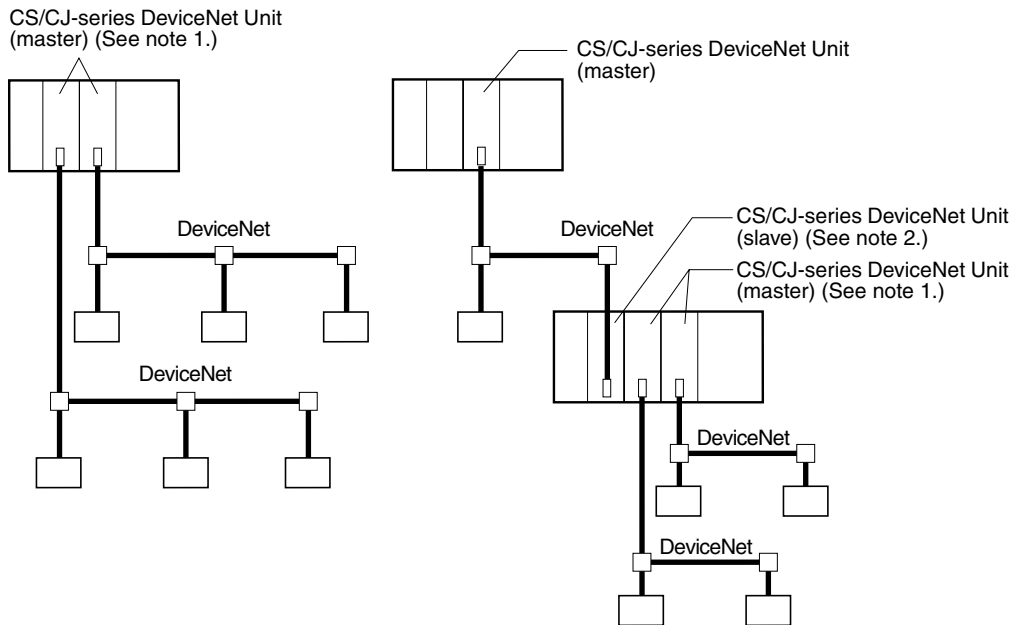 CS/CJ-series DeviceNet Unit
(master) (See note 1.)
CS/CJ-series DeviceNet Unit
(master)
DeviceNet
DeviceNet
CS/CJ-series DeviceNet Unit
(slave) (See note 2.)
CS/CJ-series DeviceNet Unit
(master) (See note 1.)
DeviceNet
DeviceNet
DeviceNet